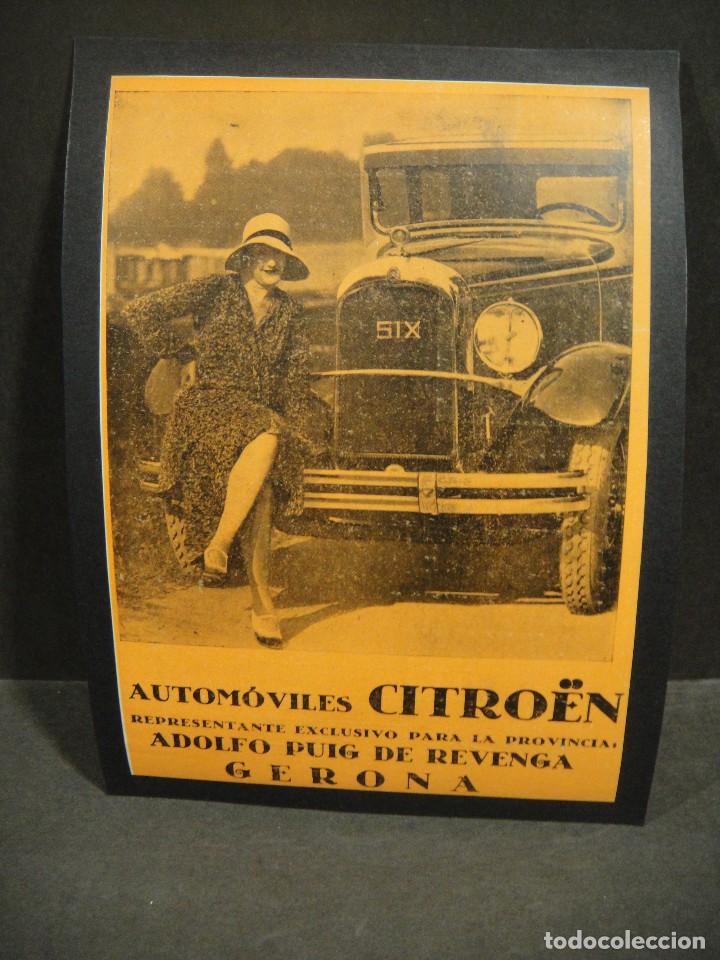 SIX
AUTOMÓVILES CITROËN
REPRESENTANTE EXCLUSIVO PARA LA PROVINCIA:
ADOLFO PUIG DE REVENGA
GERONA
todocoleccion